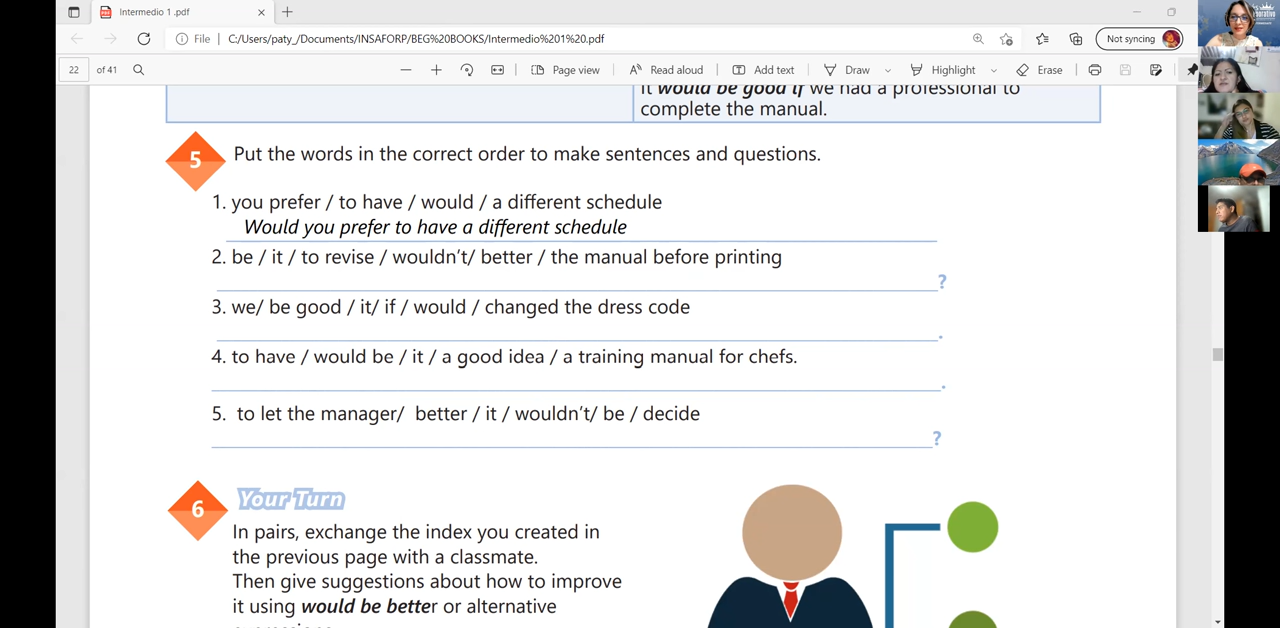 Intermedio 1 .pdf
File
C:/Users/paty_/Documents/INSAFORP/BEG%20BOOKS/Intermedio%201%20.pdf
Not syncing
22
of 41
Page view
Read aloud
Add text
Draw
Highlight
Erase
It would be good if we had a professional to
complete the manual.
5
Put the words in the correct order to make sentences and questions.
1. you prefer / to have / would / a different schedule
Would you prefer to have a different schedule
2. be / it / to revise / wouldn't/ better / the manual before printing
?
3. we/ be good / it/ if / would / changed the dress code
.
4. to have / would be / it / a good idea / a training manual for chefs.
.
5. to let the manager/ better / it / wouldn't/ be / decide
?
6
Your Turn
In pairs, exchange the index you created in
the previous page with a classmate.
Then give suggestions about how to improve
it using would be better or alternative